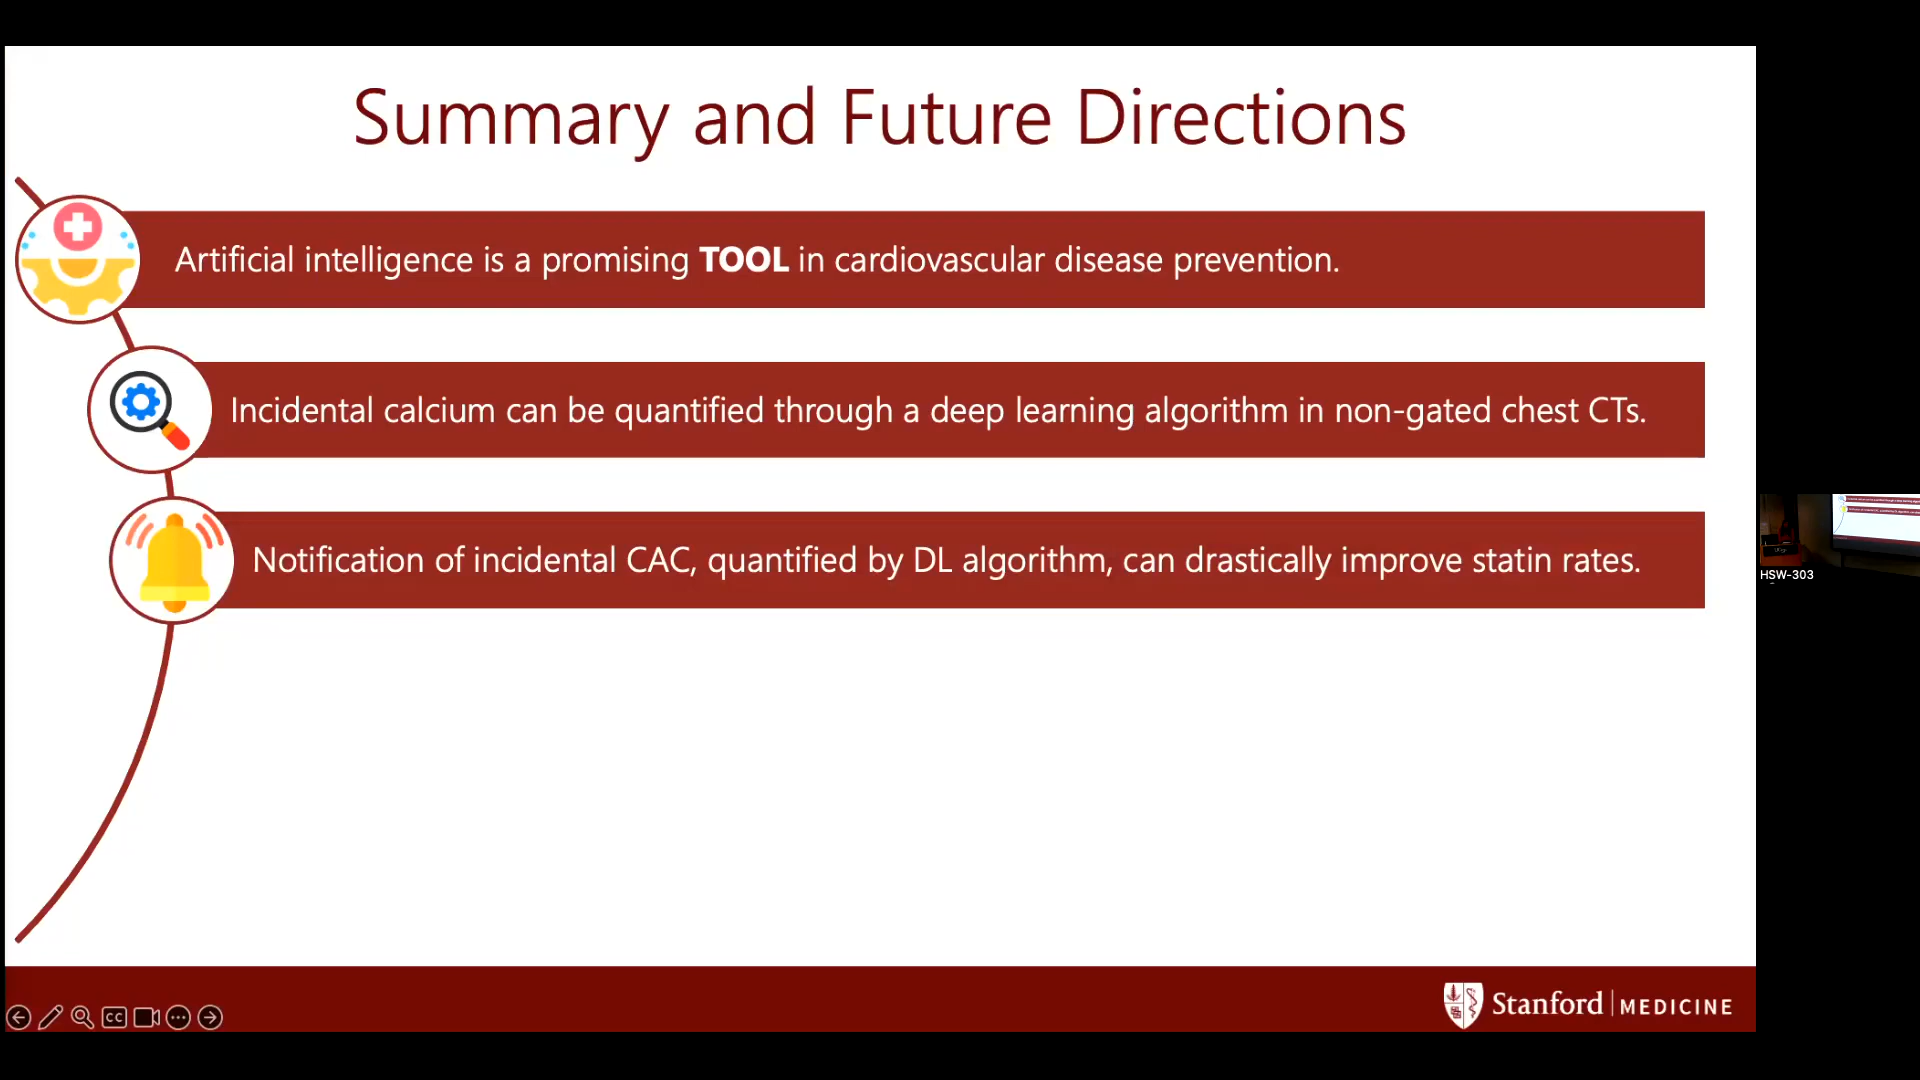 Summary and Future Directions
Artificial intelligence is a promising TOOL in cardiovascular disease prevention.
Incidental calcium can be quantified through a deep learning algorithm in non-gated chest CTs.
Notification of incidental CAC, quantified by DL algorithm, can drastically improve statin rates.
HSW-303
CC
Stanford MEDICINE